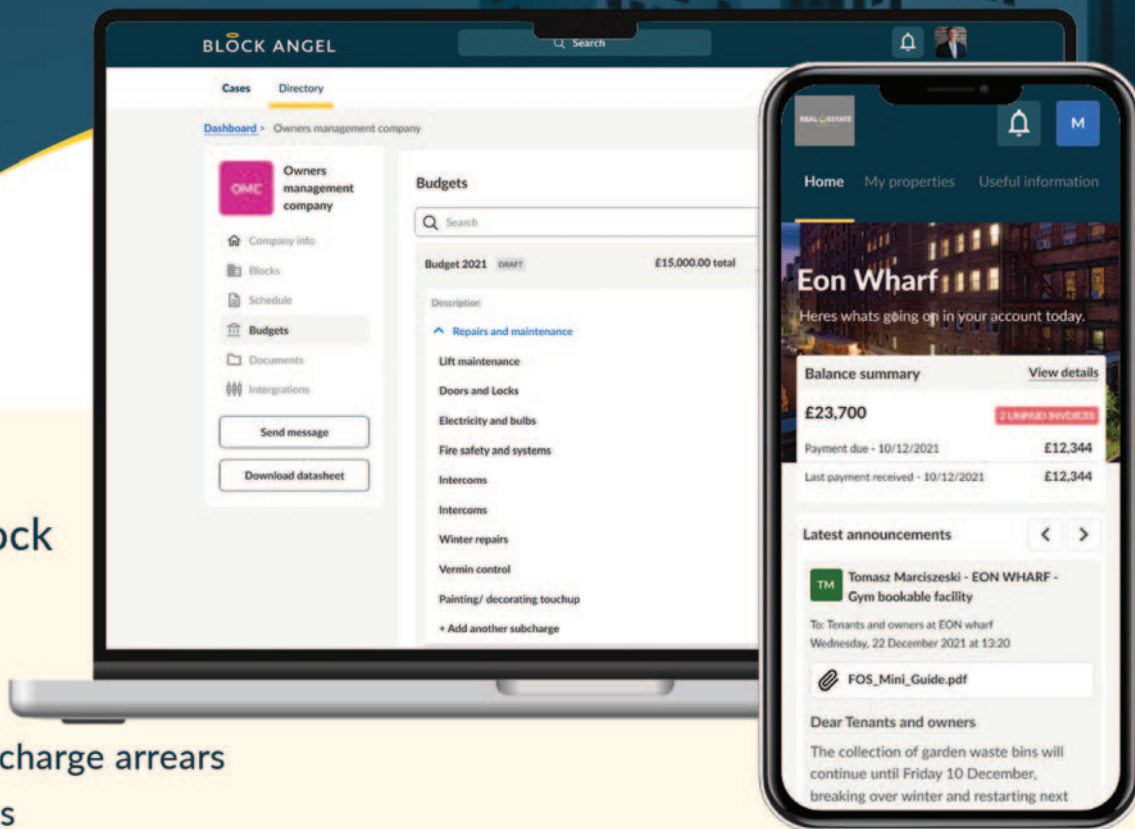 BLOCK ANGEL
Search
Cases Directory
Dashboard > Owners management company
OMC
Owners
management
company
Company info
Blocks
Schedule
Budgets
Documents
Intergrations
Send message
Download datasheet
Budgets
Search
Budget 2021 DRAFT £15,000.00 total
Description
Repairs and maintenance
Lift maintenance
Doors and Locks
Electricity and bulbs
Fire safety and systems
Intercoms
Intercoms
Winter repairs
Vermin control
Painting/ decorating touchup
+ Add another subcharge
REAL ESTATE
M
Home My properties Useful information
Eon Wharf
Heres whats going on in your account today.
Balance summary View details
£23,700 2 UNPAID INVOICES
Payment due - 10/12/2021 £12,344
Last payment received - 10/12/2021 £12,344
Latest announcements < >
TM
Tomasz Marciszeski - EON WHARF -
Gym bookable facility
To: Tenants and owners at EON wharf
Wednesday, 22 December 2021 at 13:20
FOS_Mini_Guide.pdf
Dear Tenants and owners
The collection of garden waste bins will
continue until Friday 10 December,
breaking over winter and restarting next
ock
charge arrears
s